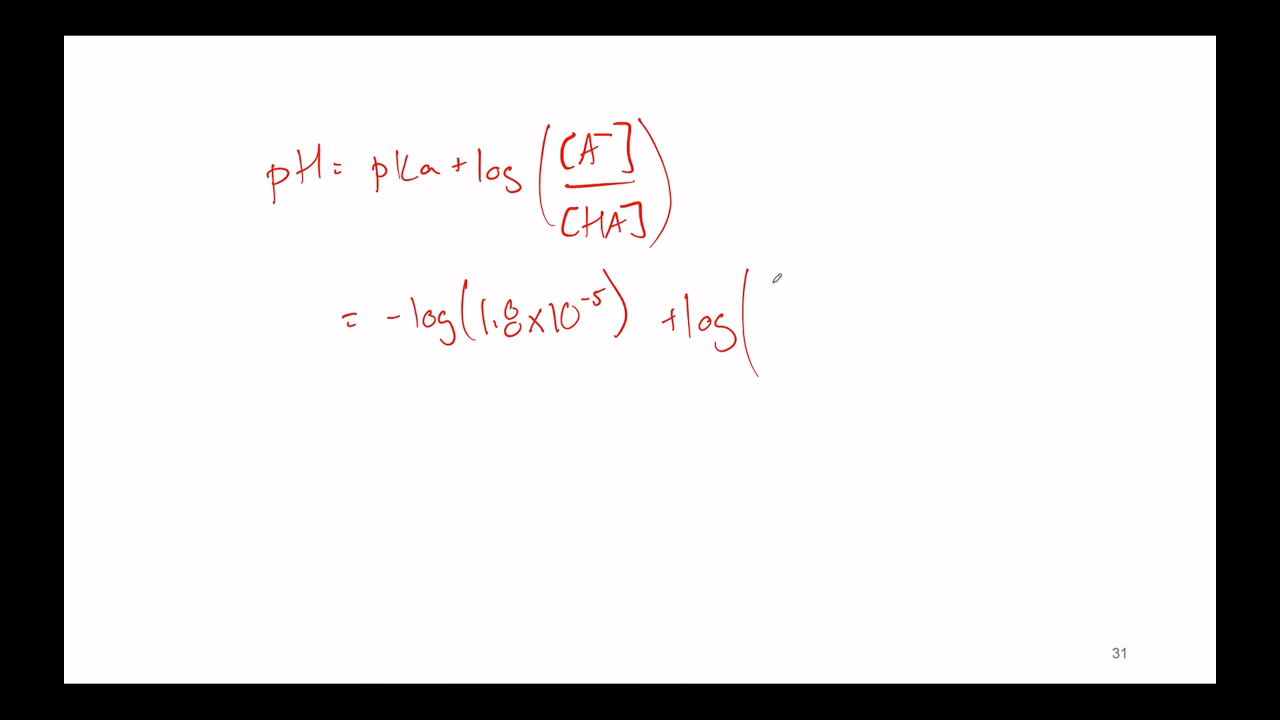 pH = pKa + log ([A⁻]/[HA])
= -log(1.8×10⁻⁵) + log(
31